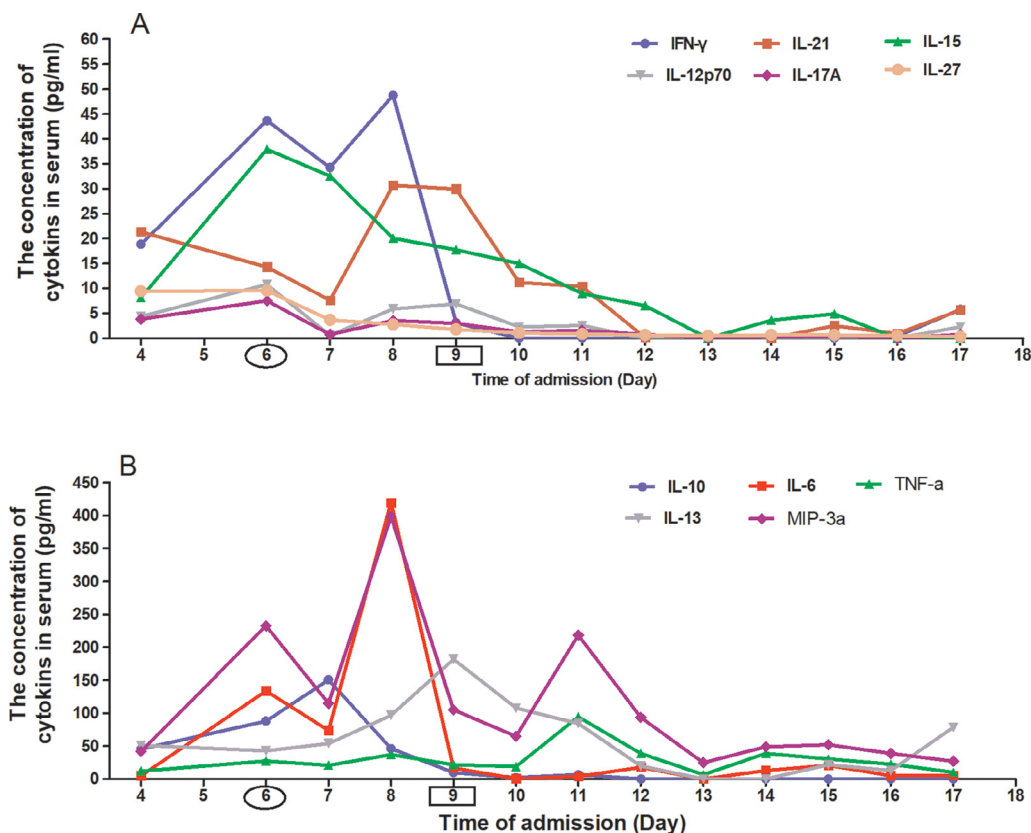 A
The concentration of
cytokins in serum (pg/ml)
60
55
50
45
40
35
30
25
20
15
10
5
0
IFN-γ
IL-21
IL-15
IL-12p70
IL-17A
IL-27
4 5 6 7 8 9 10 11 12 13 14 15 16 17 18
Time of admission (Day)
B
The concentration of
cytokins in serum (pg/ml)
450
400
350
300
250
200
150
100
50
0
IL-10
IL-6
TNF-a
IL-13
MIP-3a
4 5 6 7 8 9 10 11 12 13 14 15 16 17 18
Time of admission (Day)